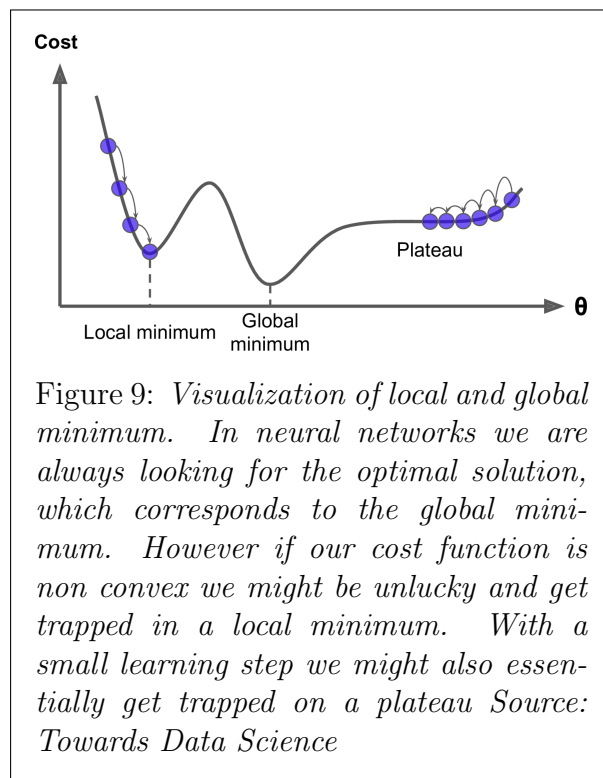 Cost
Plateau
θ
Local minimum
Global
minimum
Figure 9: Visualization of local and global
minimum. In neural networks we are
always looking for the optimal solution,
which corresponds to the global mini-
mum. However if our cost function is
non convex we might be unlucky and get
trapped in a local minimum. With a
small learning step we might also essen-
tially get trapped on a plateau Source:
Towards Data Science